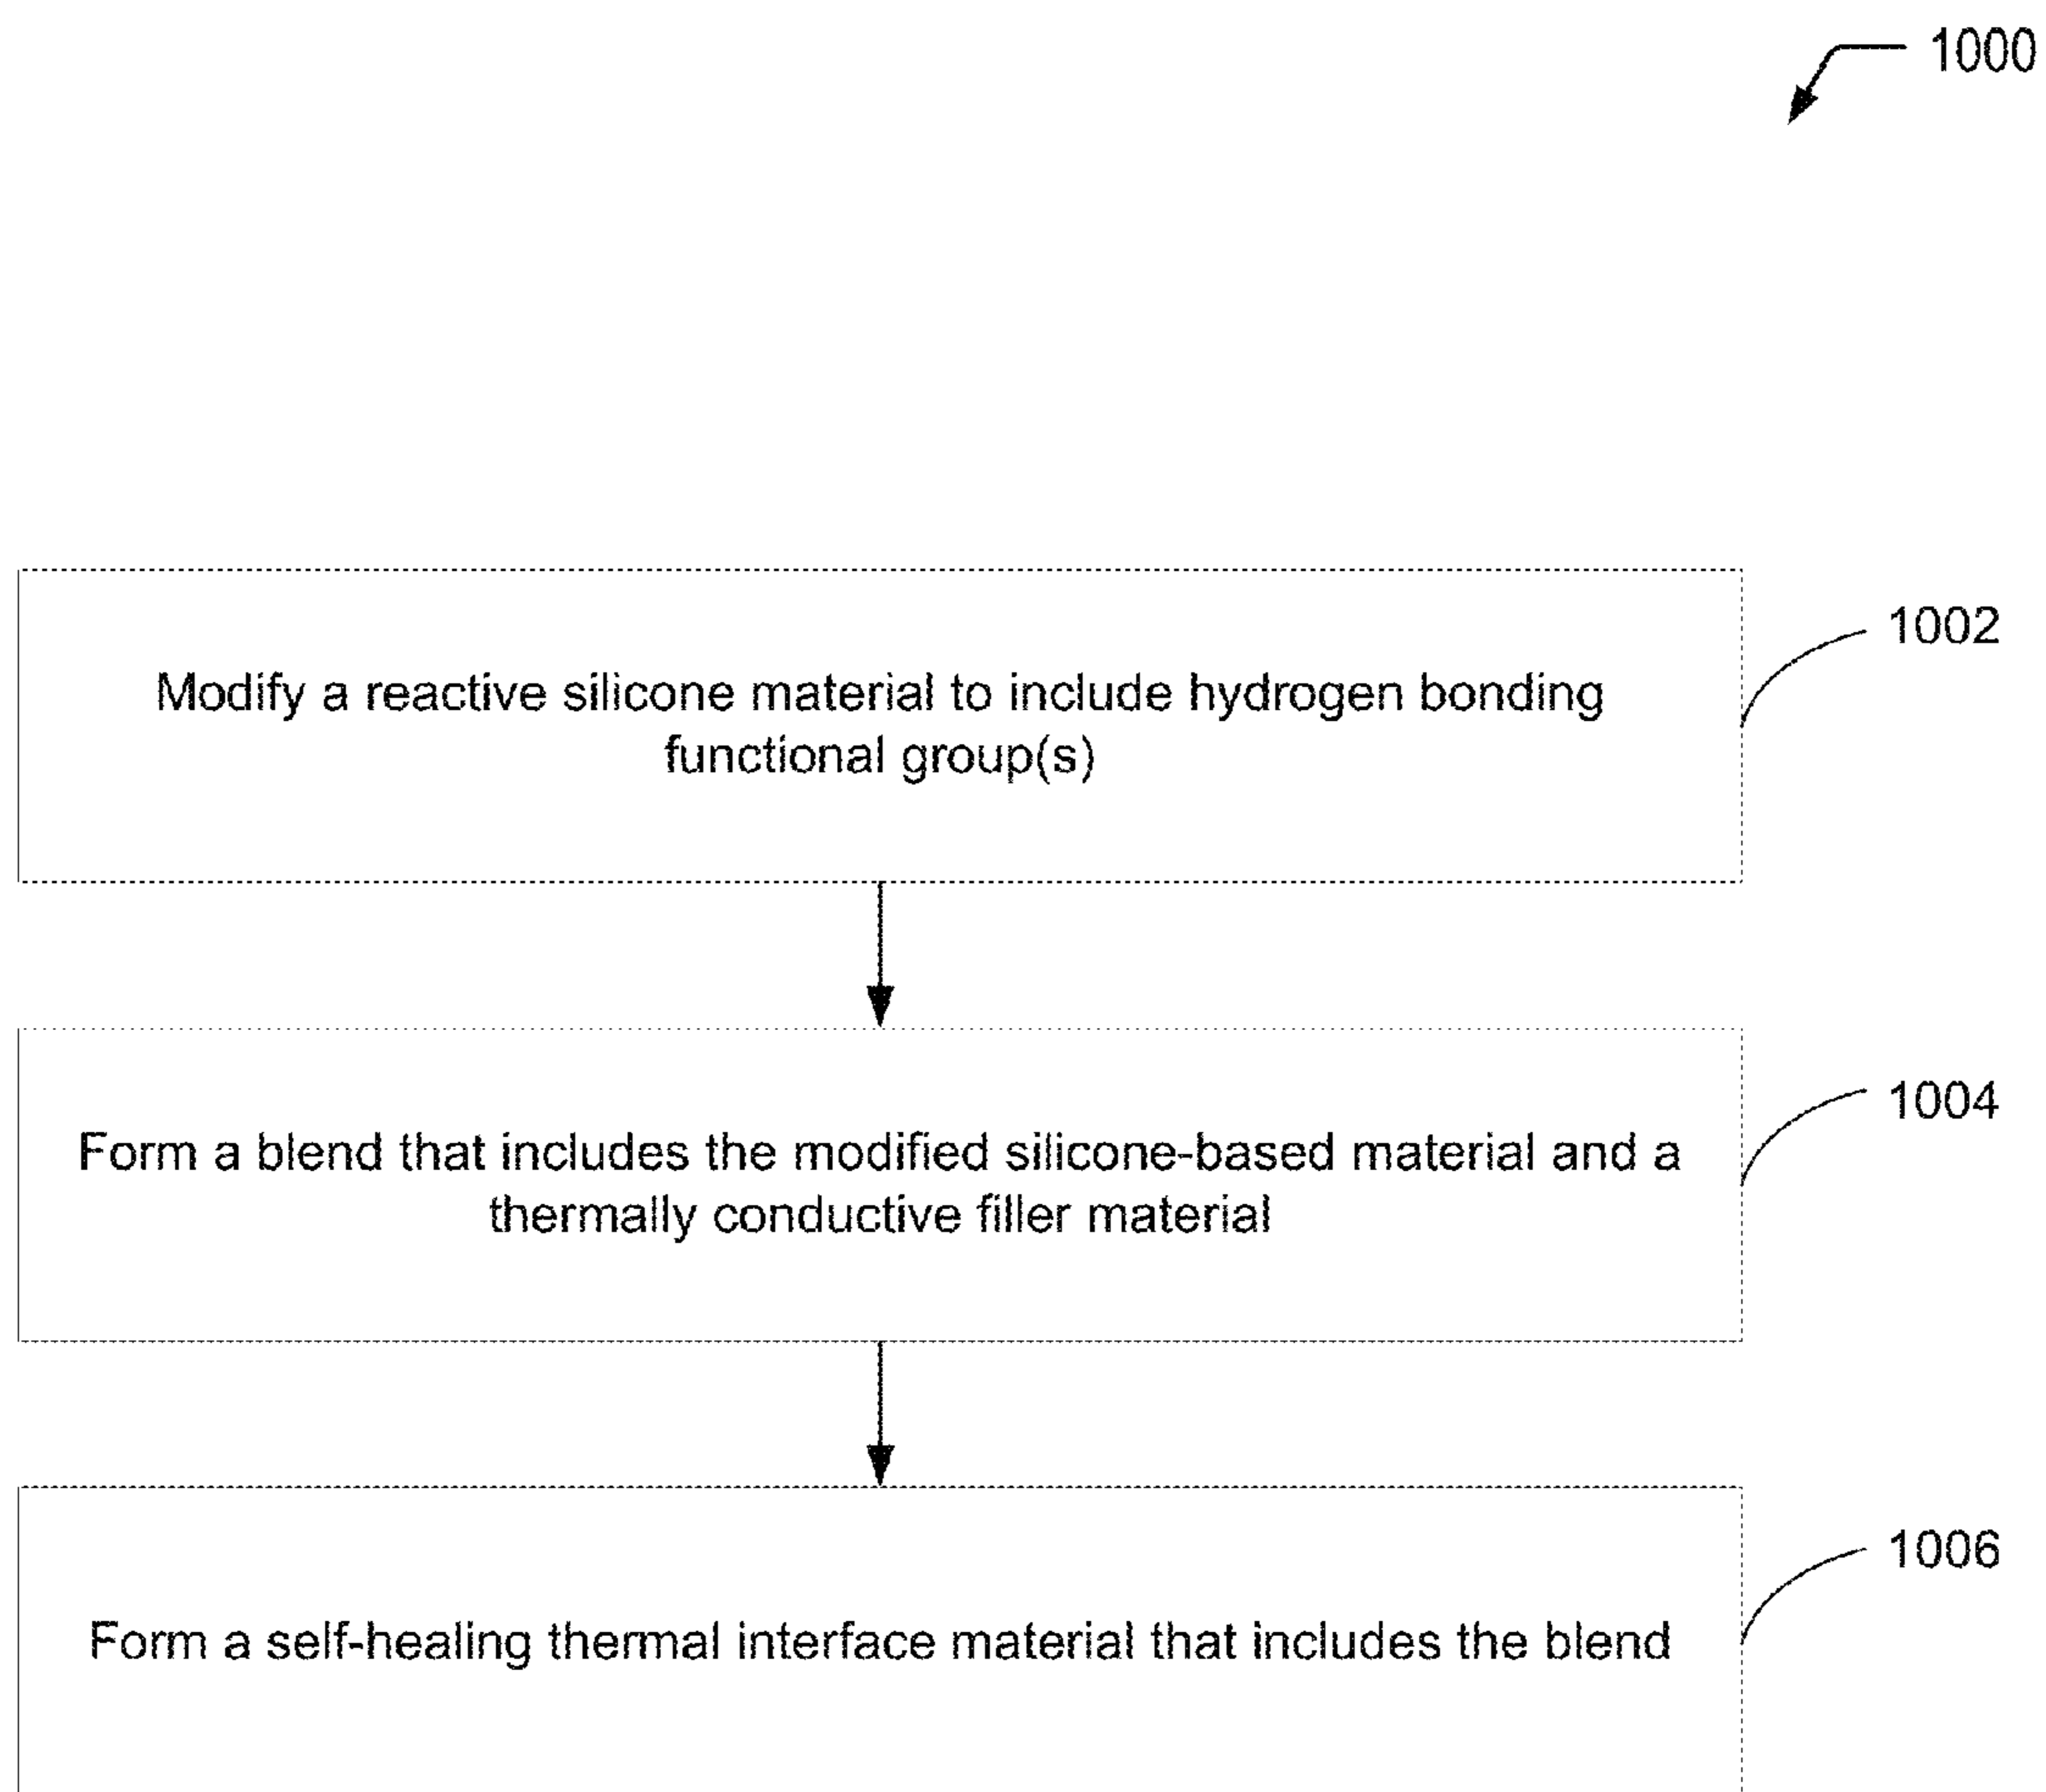 1000
1002
Modify a reactive silicone material to include hydrogen bonding
functional group(s)
1004
Form a blend that includes the modified silicone-based material and a
thermally conductive filler material
1006
Form a self-healing thermal interface material that includes the blend